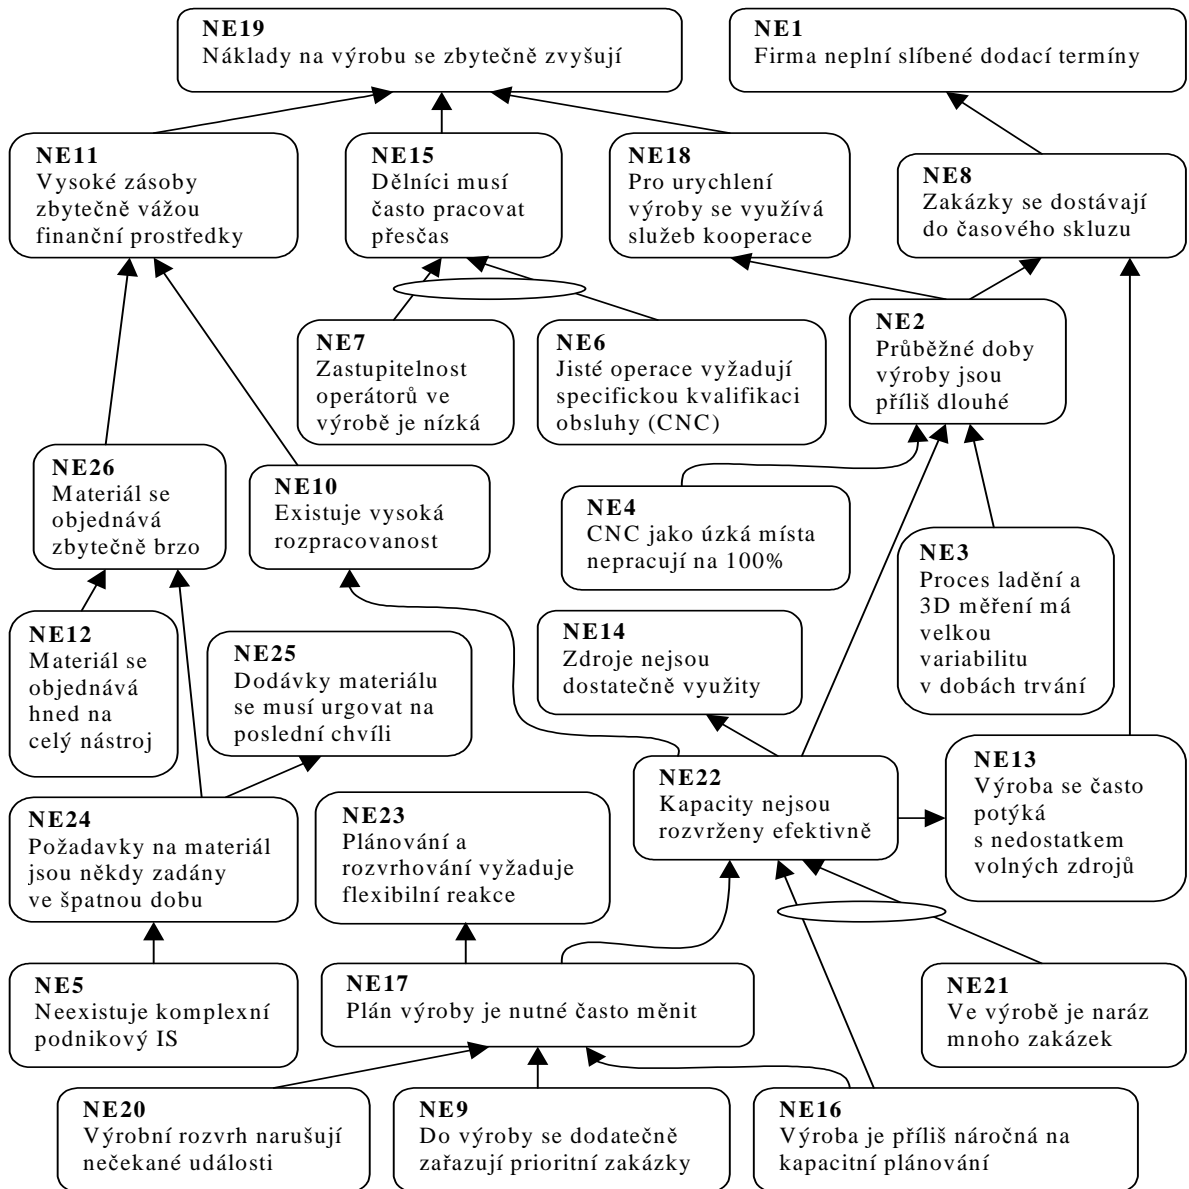 NE19
Náklady na výrobu se zbytečně zvyšují
NE1
Firma neplní slíbené dodací termíny
NE11
Vysoké zásoby
zbytečně vážou
finanční prostředky
NE15
Dělníci musí
často pracovat
přesčas
NE18
Pro urychlení
výroby se využívá
služeb kooperace
NE8
Zakázky se dostávají
do časového skluzu
NE7
Zastupitelnost
operátorů ve
výrobě je nízká
NE6
Jisté operace vyžadují
specifickou kvalifikaci
obsluhy (CNC)
NE2
Průběžné doby
výroby jsou
příliš dlouhé
NE26
Materiál se
objednává
zbytečně brzo
NE10
Existuje vysoká
rozpracovanost
NE4
CNC jako úzká místa
nepracují na 100%
NE3
Proces ladění a
3D měření má
velkou
variabilitu
v dobách trvání
NE12
Materiál se
objednává
hned na
celý nástroj
NE25
Dodávky materiálu
se musí urgovat na
poslední chvíli
NE14
Zdroje nejsou
dostatečně využity
NE22
Kapacity nejsou
rozvrženy efektivně
NE13
Výroba se často
potýká
s nedostatkem
volných zdrojů
NE24
Požadavky na materiál
jsou někdy zadány
ve špatnou dobu
NE23
Plánování a
rozvrhování vyžaduje
flexibilní reakce
NE5
Neexistuje komplexní
podnikový IS
NE17
Plán výroby je nutné často měnit
NE21
Ve výrobě je naráz
mnoho zakázek
NE20
Výrobní rozvrh narušují
nečekané události
NE9
Do výroby se dodatečně
zařazují prioritní zakázky
NE16
Výroba je příliš náročná na
kapacitní plánování